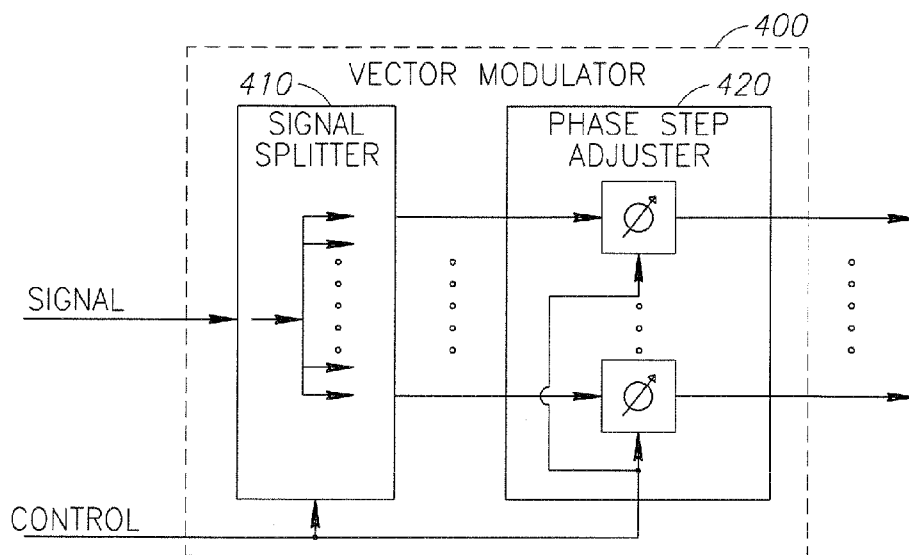 400
VECTOR MODULATOR
410
420
SIGNAL
SPLITTER
PHASE STEP
ADJUSTER
SIGNAL
CONTROL